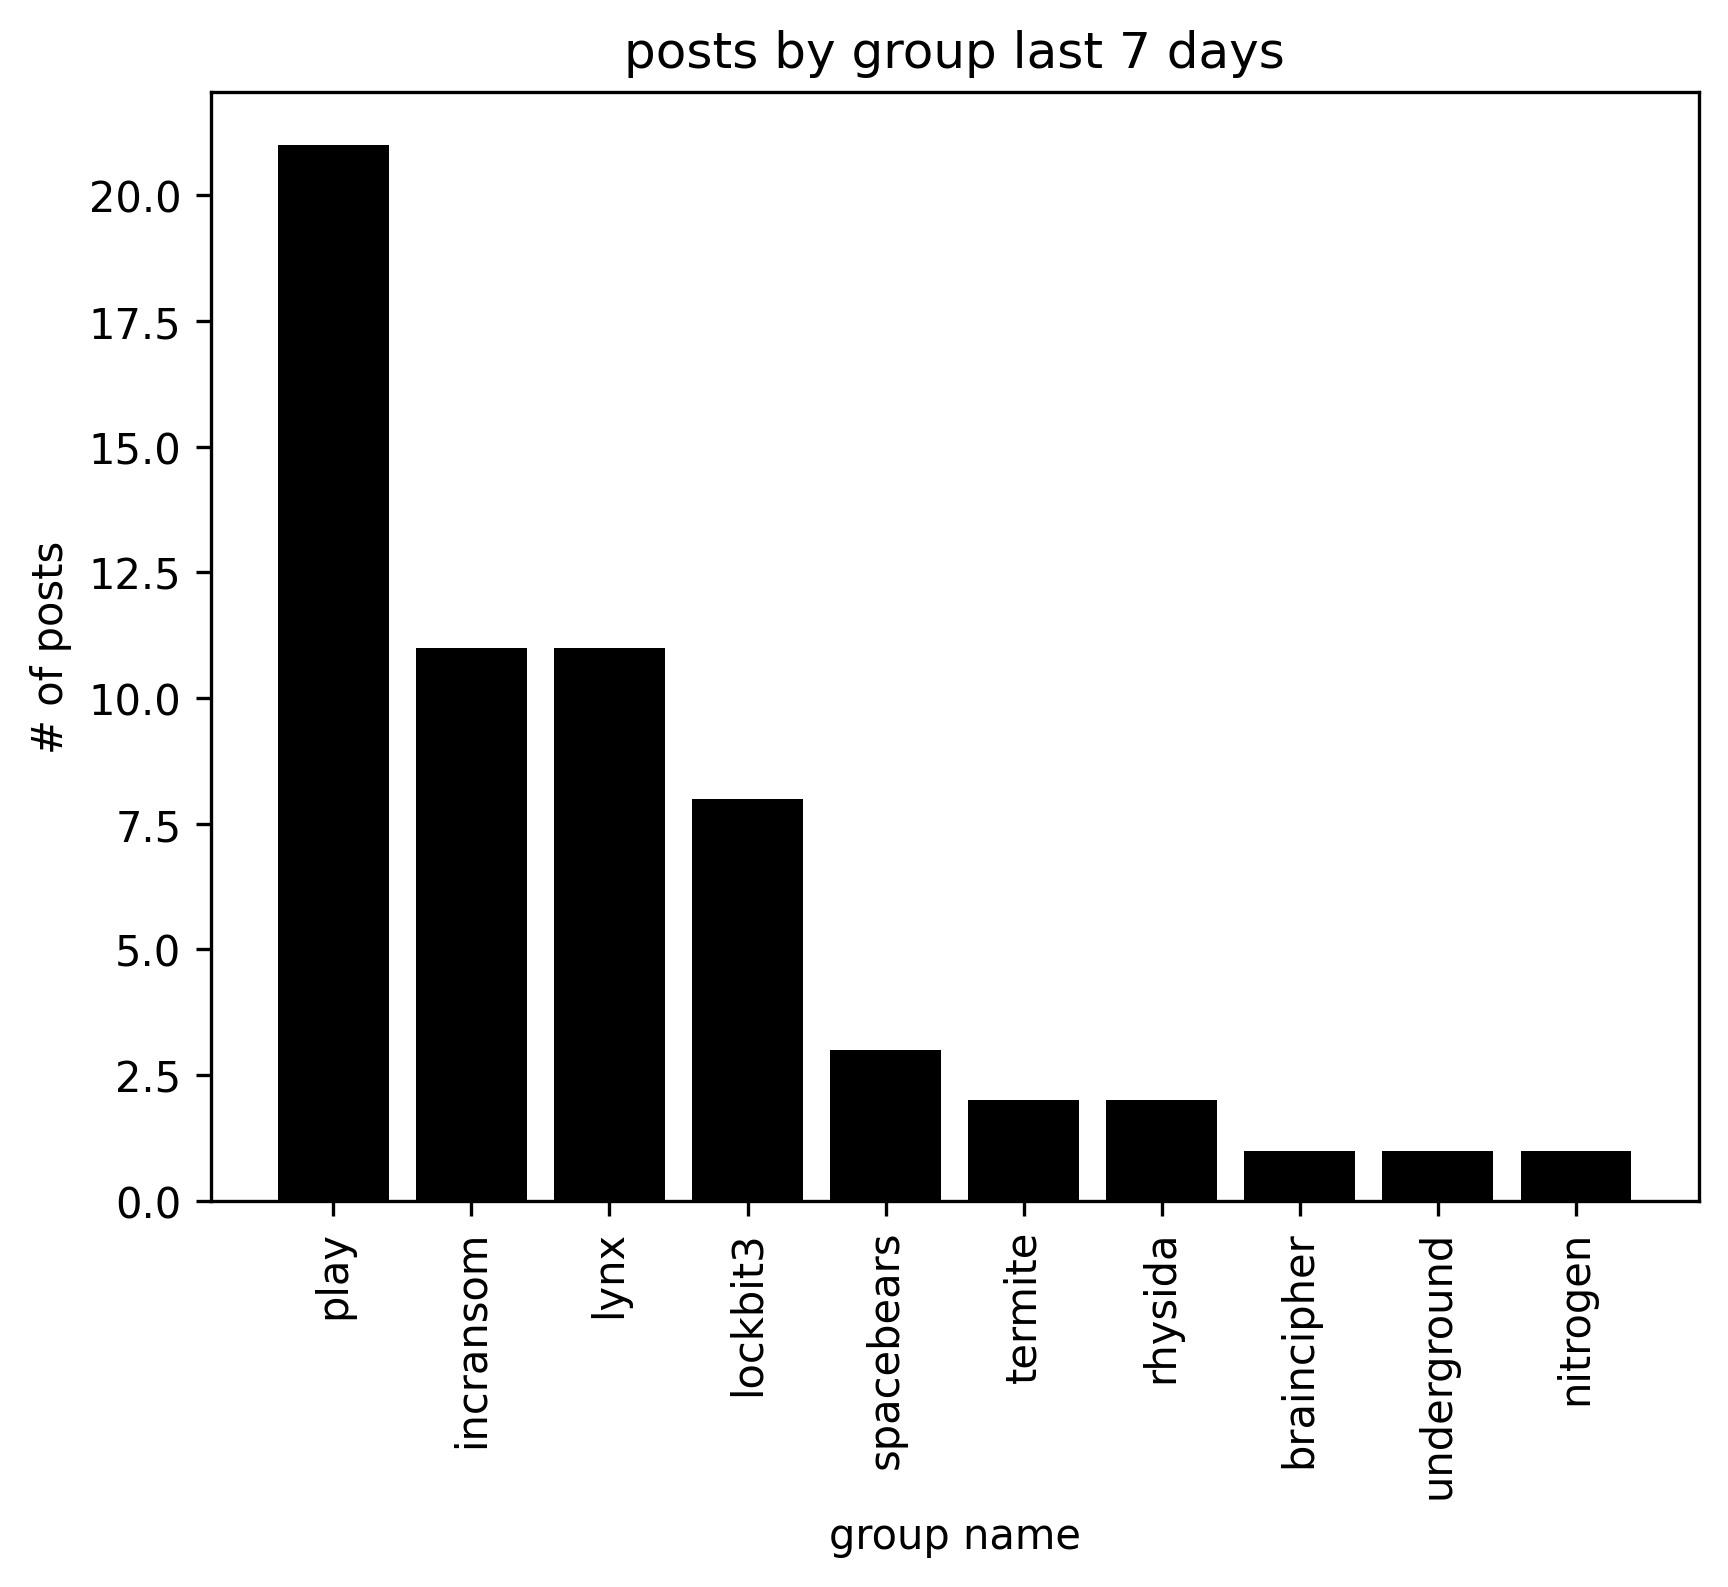 posts by group last 7 days
20.0
17.5
15.0
12.5
10.0
7.5
5.0
2.5
0.0
# of posts
play
incransom
lynx
lockbit3
spacebears
termite
rhysida
braincipher
underground
nitrogen
group name